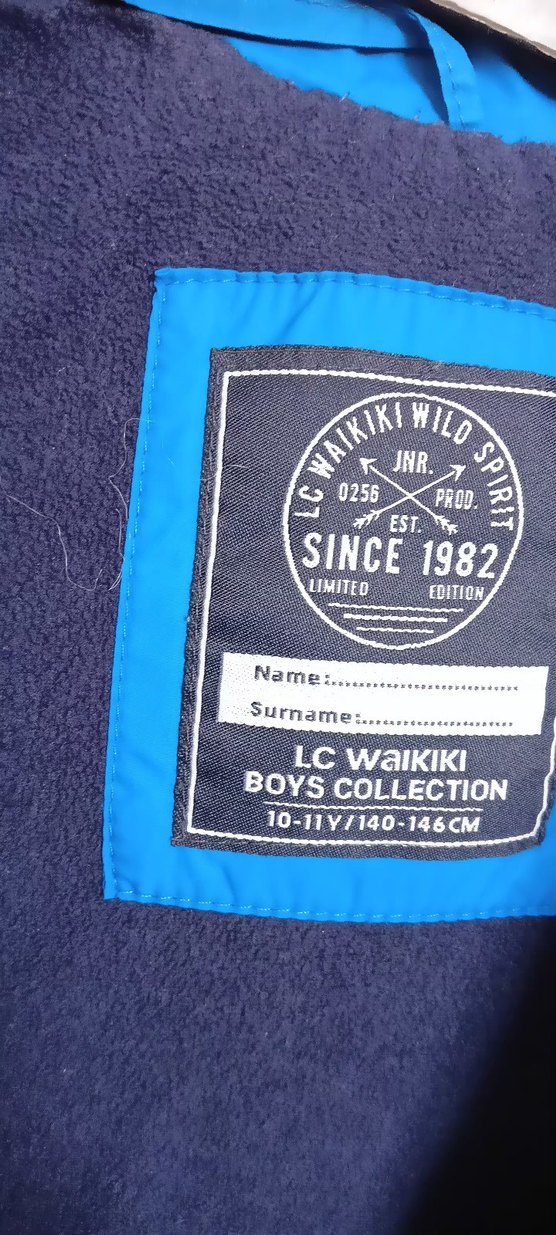 LC WAIKIKI WILD SPIRIT
JNR.
0256 PROD.
EST.
SINCE 1982
LIMITED EDITION
Name:..............................
Surname:........................
LC WAIKIKI
BOYS COLLECTION
10-11Y/140-146CM